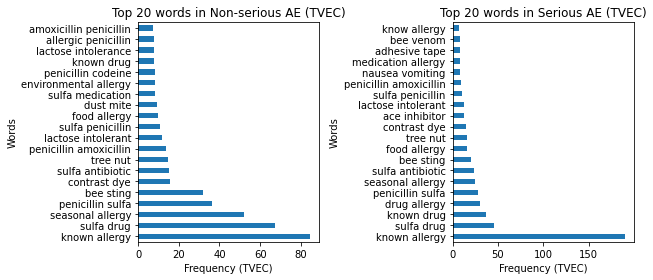 Top 20 words in Non-serious AE (TVEC)
amoxicillin penicillin
allergic penicillin
lactose intolerance
known drug
penicillin codeine
environmental allergy
sulfa medication
dust mite
food allergy
sulfa penicillin
lactose intolerant
penicillin amoxicillin
tree nut
sulfa antibiotic
contrast dye
bee sting
penicillin sulfa
seasonal allergy
sulfa drug
known allergy
Words
0 20 40 60 80
Frequency (TVEC)
Top 20 words in Serious AE (TVEC)
know allergy
bee venom
adhesive tape
medication allergy
nausea vomiting
penicillin amoxicillin
sulfa penicillin
lactose intolerant
ace inhibitor
contrast dye
tree nut
food allergy
bee sting
sulfa antibiotic
seasonal allergy
penicillin sulfa
drug allergy
known drug
sulfa drug
known allergy
Words
0 50 100 150
Frequency (TVEC)